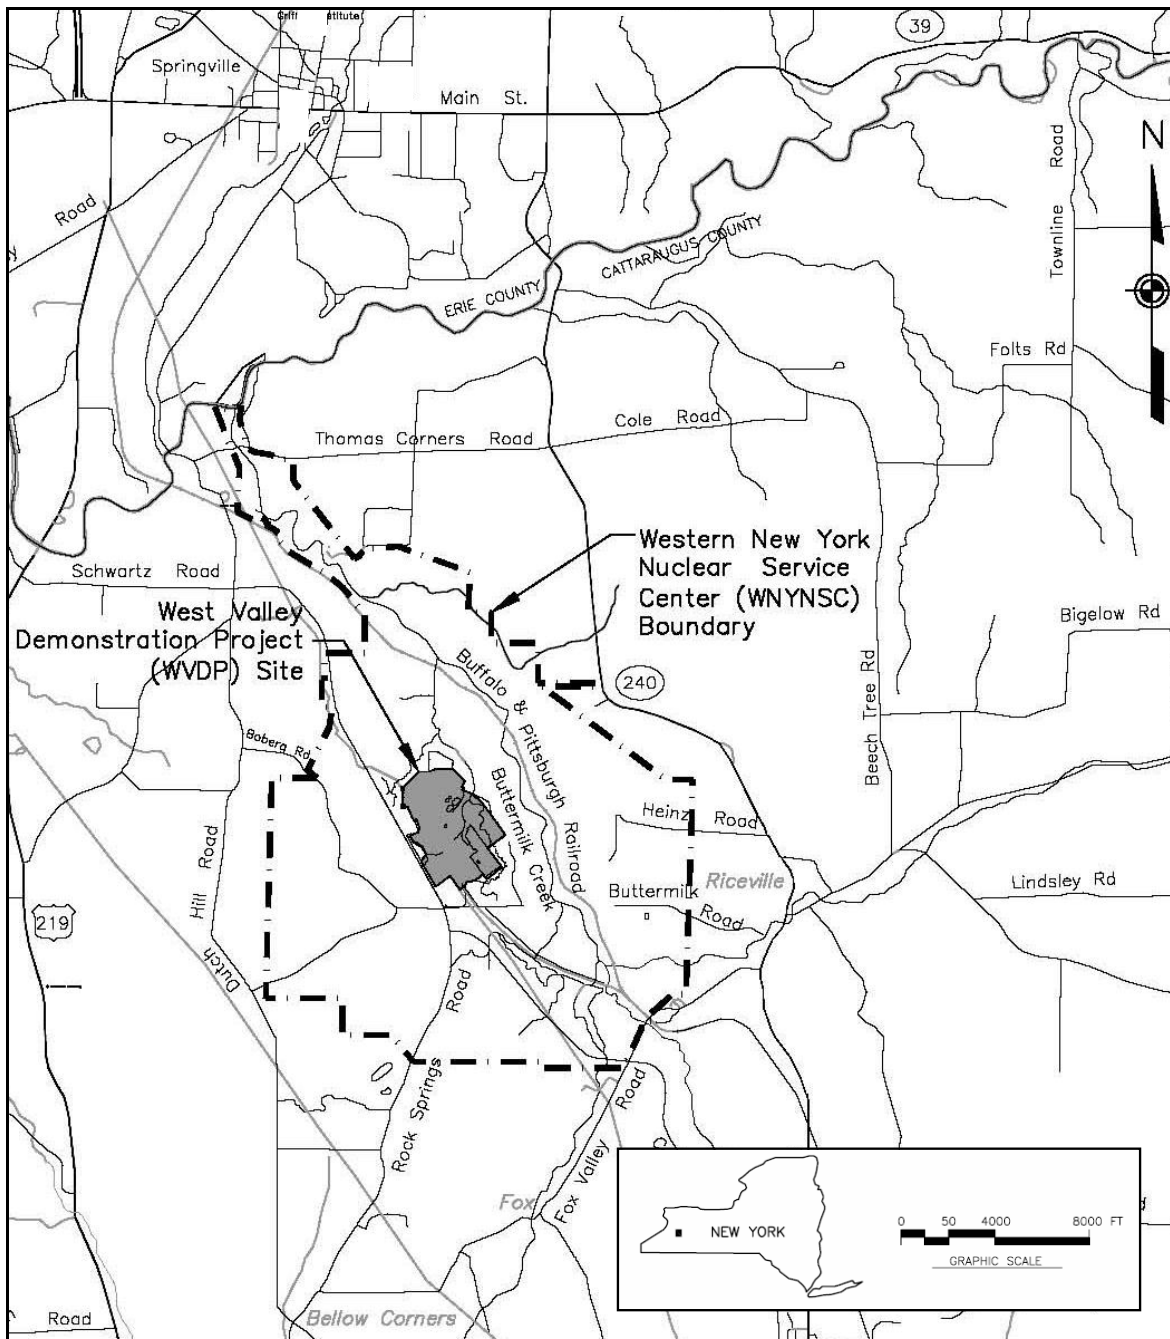 39
Springville
Main St.
N
Townline Road
Road
CATTARAUGUS COUNTY
ERIE COUNTY
Folts Rd
Cole Road
Thomas Corners Road
Western New York
Nuclear Service
Center (WNYNSC)
Boundary
Schwartz Road
West Valley
Demonstration Project
(WVDP) Site
Bigelow Rd
Beech Tree Rd
240
Buffalo & Pittsburgh Railroad
Boberg Rd
Buttermilk Creek
Heinz Road
Hill Road
Buttermilk Road
Riceville
Lindsley Rd
219
Dutch
Rock Springs Road
Fox Valley Road
Fox
NEW YORK
0 50 4000 8000 FT
GRAPHIC SCALE
Bellow Corners
Road